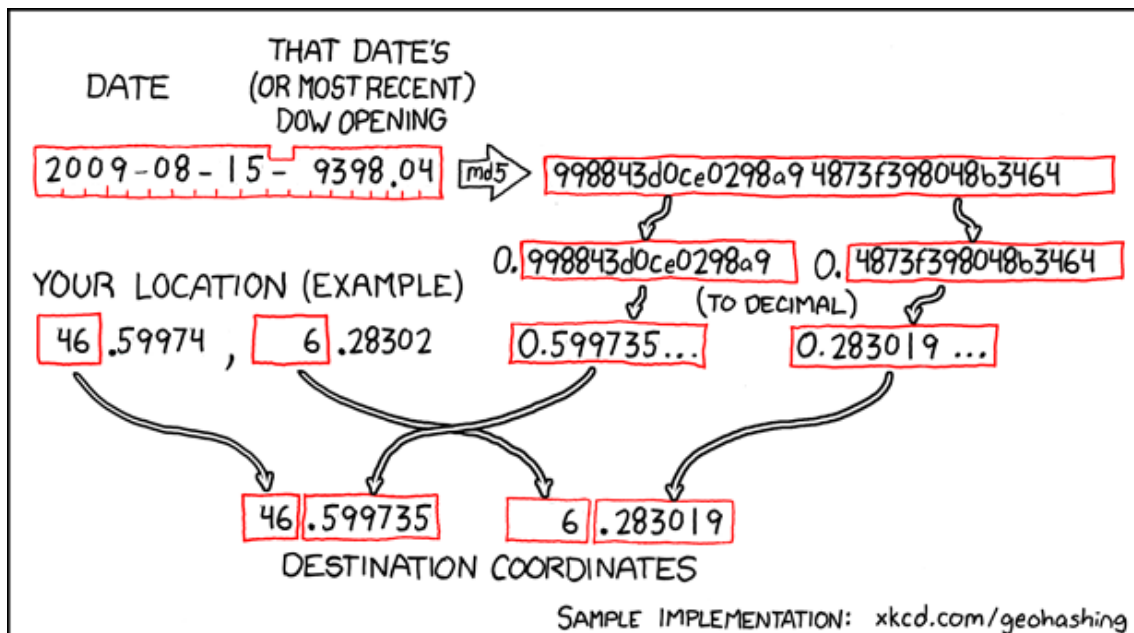 THAT DATE'S
DATE (OR MOST RECENT)
DOW OPENING
2009-08-15- 9398.04 md5 998843d0ce0298a94873f398048b3464
0. 998843d0ce0298a9 0. 4873f398048b3464
YOUR LOCATION (EXAMPLE) (TO DECIMAL)
46 .59974 , 6 .28302 0.599735... 0.283019 ...
46 .599735 6 .283019
DESTINATION COORDINATES
SAMPLE IMPLEMENTATION: xkcd.com/geohashing